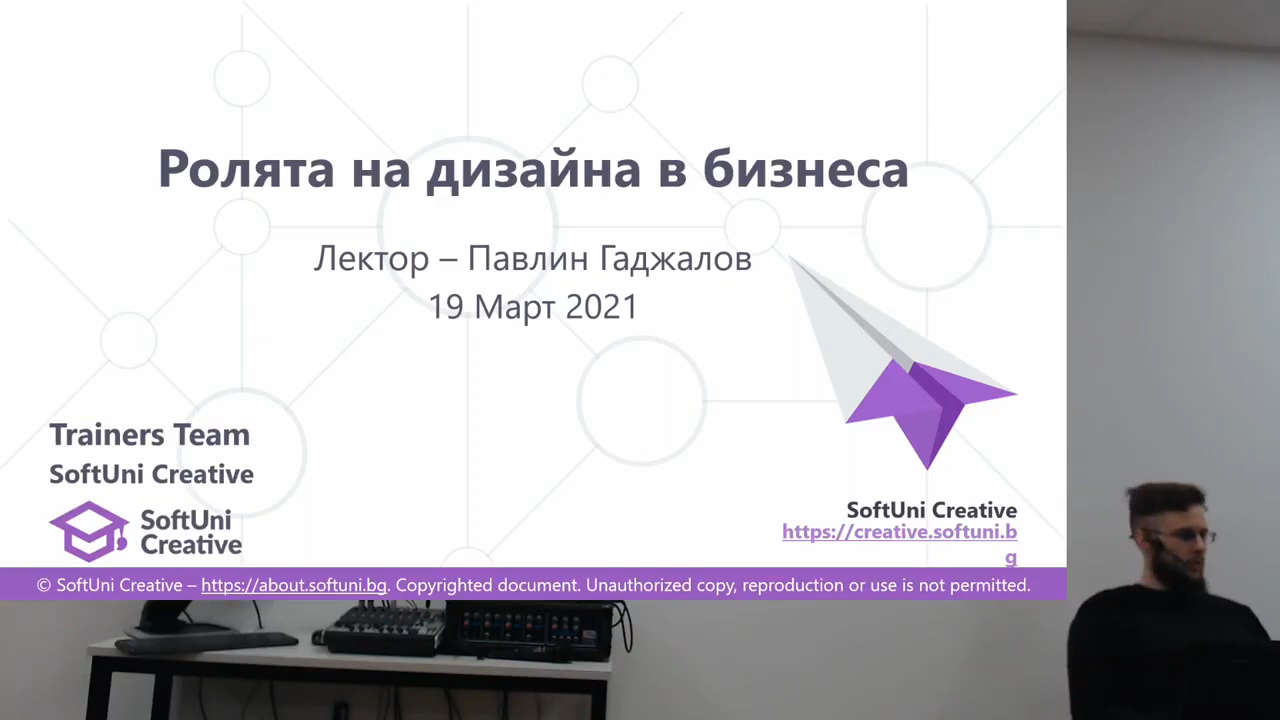 Ролята на дизайна в бизнеса
Лектор – Павлин Гаджалов
19 Март 2021
Trainers Team
SoftUni Creative
SoftUni
Creative
SoftUni Creative
https://creative.softuni.b
g
© SoftUni Creative – https://about.softuni.bg. Copyrighted document. Unauthorized copy, reproduction or use is not permitted.